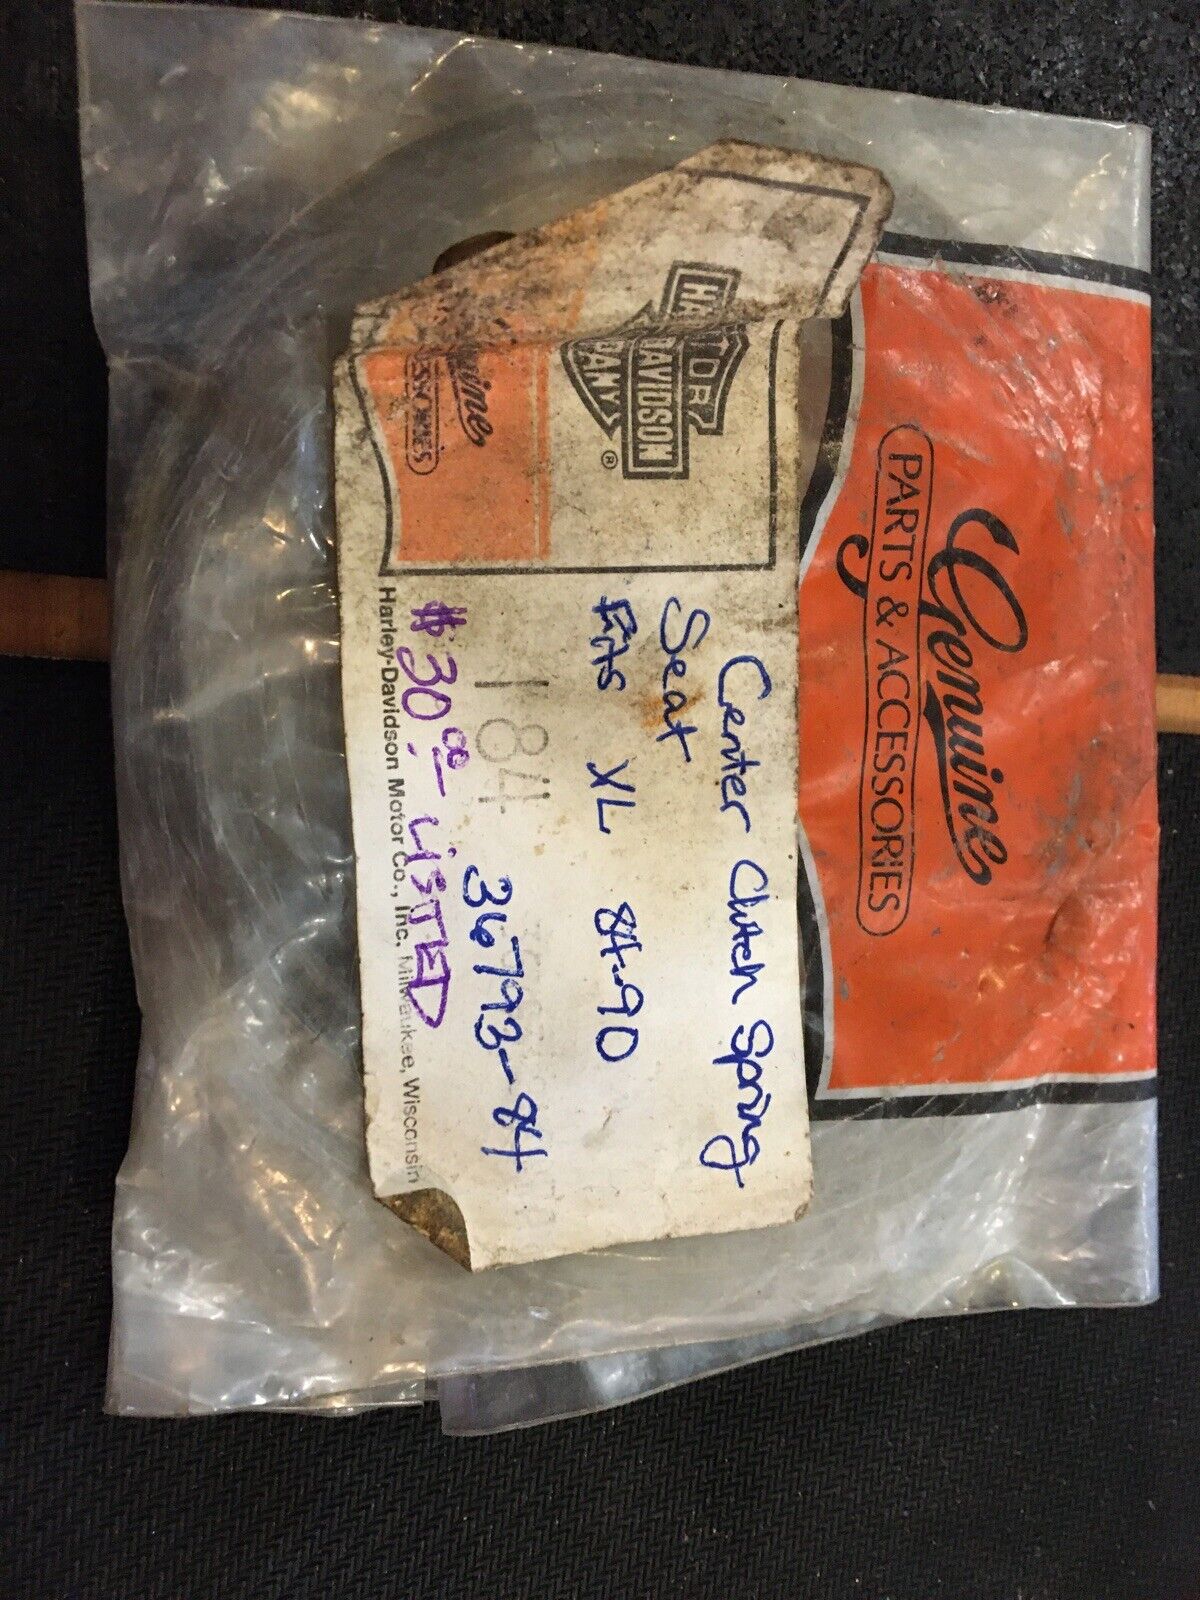 Genuine
PARTS & ACCESSORIES
MOTOR
HARLEY-DAVIDSON
COMPANY
®
Genuine
ACCESSORIES
Center Clutch Spring
Seat
Fits XL 84-90
184
36793-84
$30.00- LISTED
Harley-Davidson Motor Co., Inc. Milwaukee, Wisconsin